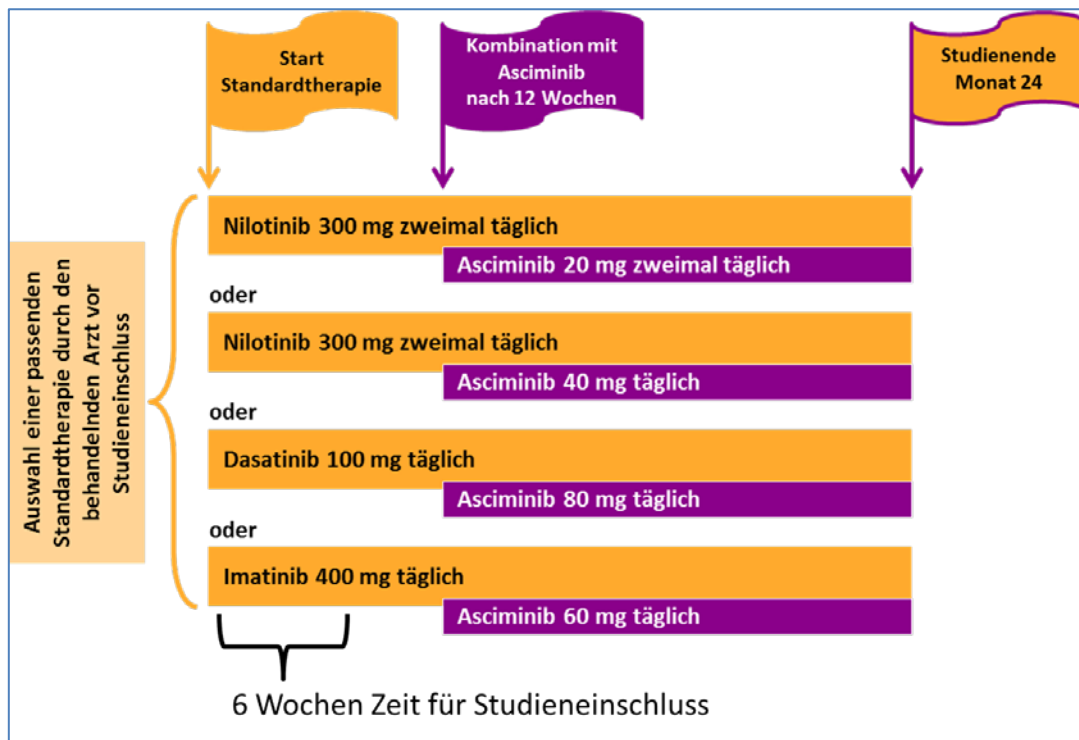 Start
Standardtherapie
Kombination mit
Asciminib
nach 12 Wochen
Studienende
Monat 24
Auswahl einer passenden
Standardtherapie durch den
behandelnden Arzt vor
Studieneinschluss
Nilotinib 300 mg zweimal täglich
Asciminib 20 mg zweimal täglich
oder
Nilotinib 300 mg zweimal täglich
Asciminib 40 mg täglich
oder
Dasatinib 100 mg täglich
Asciminib 80 mg täglich
oder
Imatinib 400 mg täglich
Asciminib 60 mg täglich
6 Wochen Zeit für Studieneinschluss